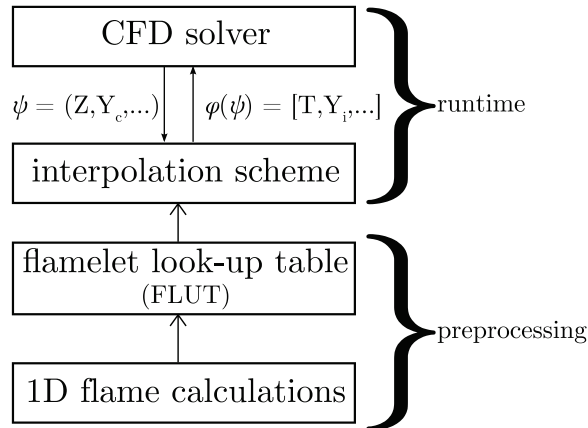 CFD solver
ψ = (Z,Y_c,...) φ(ψ) = [T,Y_i,...]
runtime
interpolation scheme
flamelet look-up table
(FLUT)
preprocessing
1D flame calculations